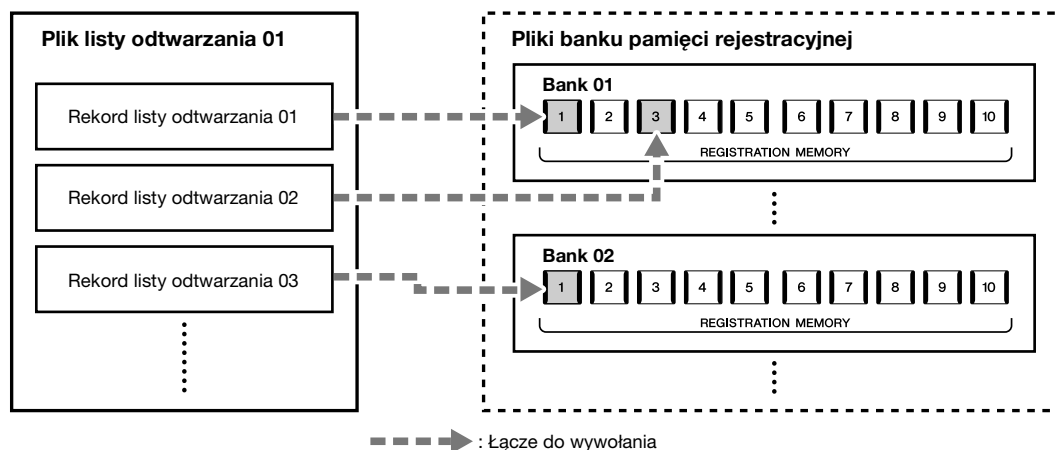 Plik listy odtwarzania 01
Rekord listy odtwarzania 01
Rekord listy odtwarzania 02
Rekord listy odtwarzania 03
Pliki banku pamięci rejestracyjnej
Bank 01
1 2 3 4 5 6 7 8 9 10
REGISTRATION MEMORY
Bank 02
1 2 3 4 5 6 7 8 9 10
REGISTRATION MEMORY
: Łącze do wywołania